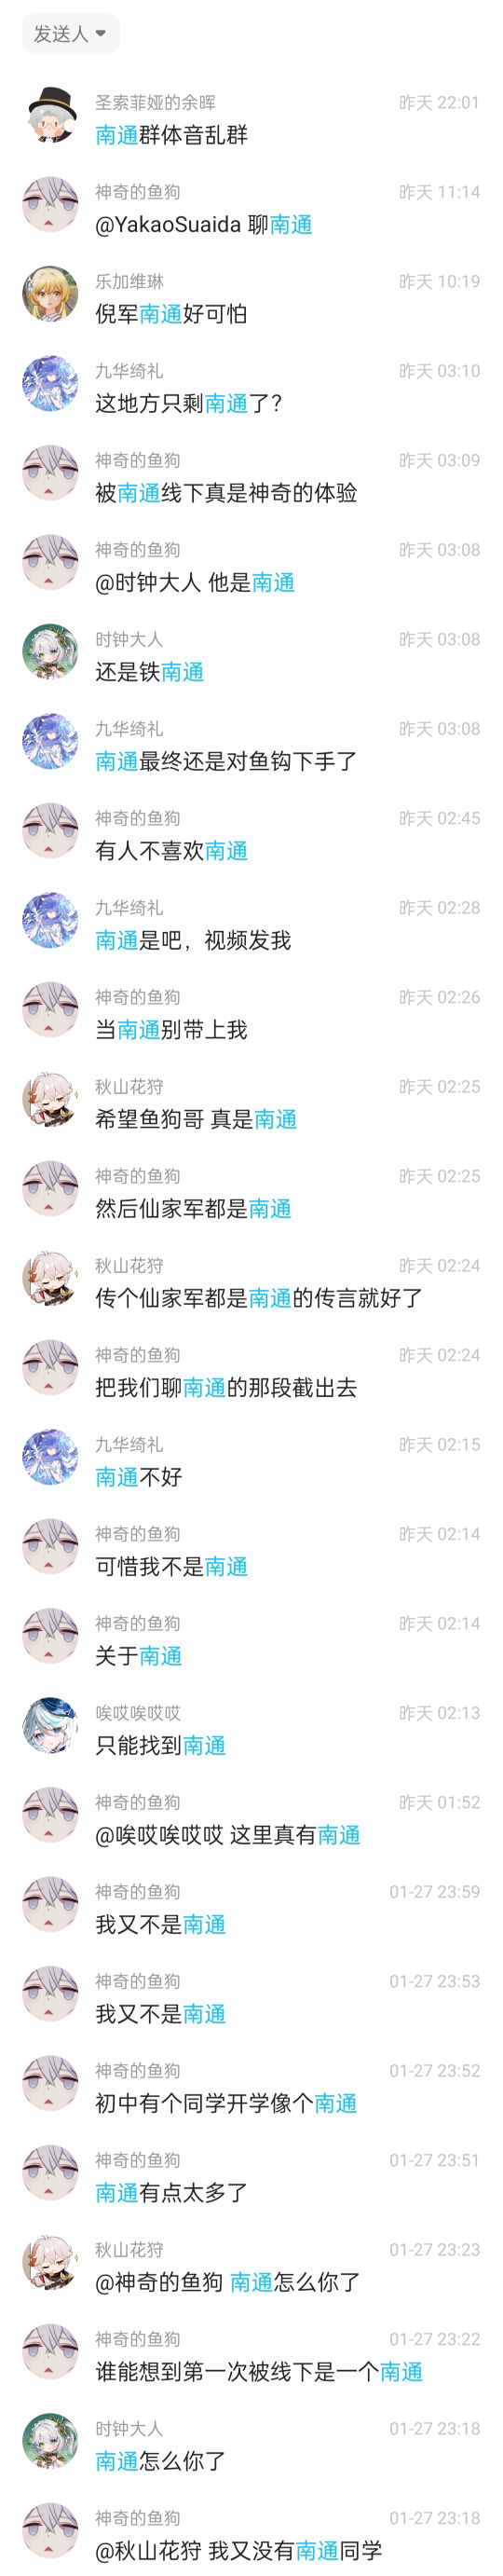 发送人
圣索菲娅的余晖
昨天 22:01
南通群体音乱群
神奇的鱼狗
昨天 11:14
@YakaoSuaida 聊南通
乐加维琳
昨天 10:19
倪军南通好可怕
九华绮礼
昨天 03:10
这地方只剩南通了？
神奇的鱼狗
昨天 03:09
被南通线下真是神奇的体验
神奇的鱼狗
昨天 03:08
@时钟大人 他是南通
时钟大人
昨天 03:08
还是铁南通
九华绮礼
昨天 03:08
南通最终还是对鱼钩下手了
神奇的鱼狗
昨天 02:45
有人不喜欢南通
九华绮礼
昨天 02:28
南通是吧，视频发我
神奇的鱼狗
昨天 02:26
当南通别带上我
秋山花狩
昨天 02:25
希望鱼狗哥 真是南通
神奇的鱼狗
昨天 02:25
然后仙家军都是南通
秋山花狩
昨天 02:24
传个仙家军都是南通的传言就好了
神奇的鱼狗
昨天 02:24
把我们聊南通的那段截出去
九华绮礼
昨天 02:15
南通不好
神奇的鱼狗
昨天 02:14
可惜我不是南通
神奇的鱼狗
昨天 02:14
关于南通
唉哎唉哎哎
昨天 02:13
只能找到南通
神奇的鱼狗
昨天 01:52
@唉哎唉哎哎 这里真有南通
神奇的鱼狗
01-27 23:59
我又不是南通
神奇的鱼狗
01-27 23:53
我又不是南通
神奇的鱼狗
01-27 23:52
初中有个同学开学像个南通
神奇的鱼狗
01-27 23:51
南通有点太多了
秋山花狩
01-27 23:23
@神奇的鱼狗 南通怎么你了
神奇的鱼狗
01-27 23:22
谁能想到第一次被线下是一个南通
时钟大人
01-27 23:18
南通怎么你了
神奇的鱼狗
01-27 23:18
@秋山花狩 我又没有南通同学